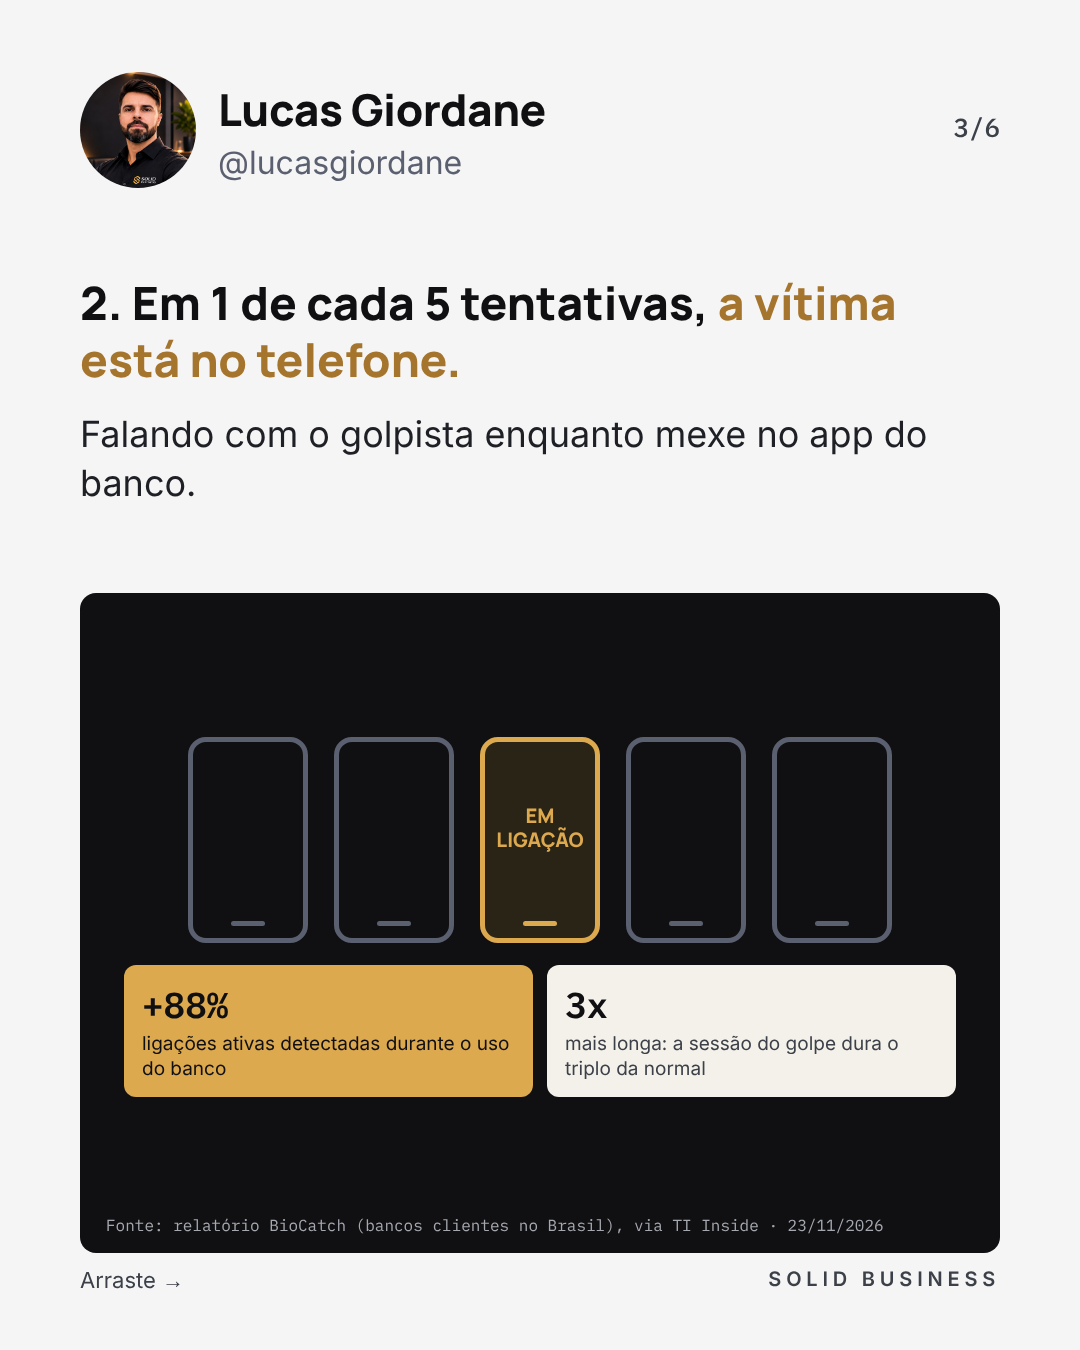 Lucas Giordane
@lucasgiordane
3/6
2. Em 1 de cada 5 tentativas, a vítima
está no telefone.
Falando com o golpista enquanto mexe no app do
banco.
EM
LIGAÇÃO
+88%
ligações ativas detectadas durante o uso
do banco
3x
mais longa: a sessão do golpe dura o
triplo da normal
Fonte: relatório BioCatch (bancos clientes no Brasil), via TI Inside · 23/11/2026
Arraste →
SOLID BUSINESS